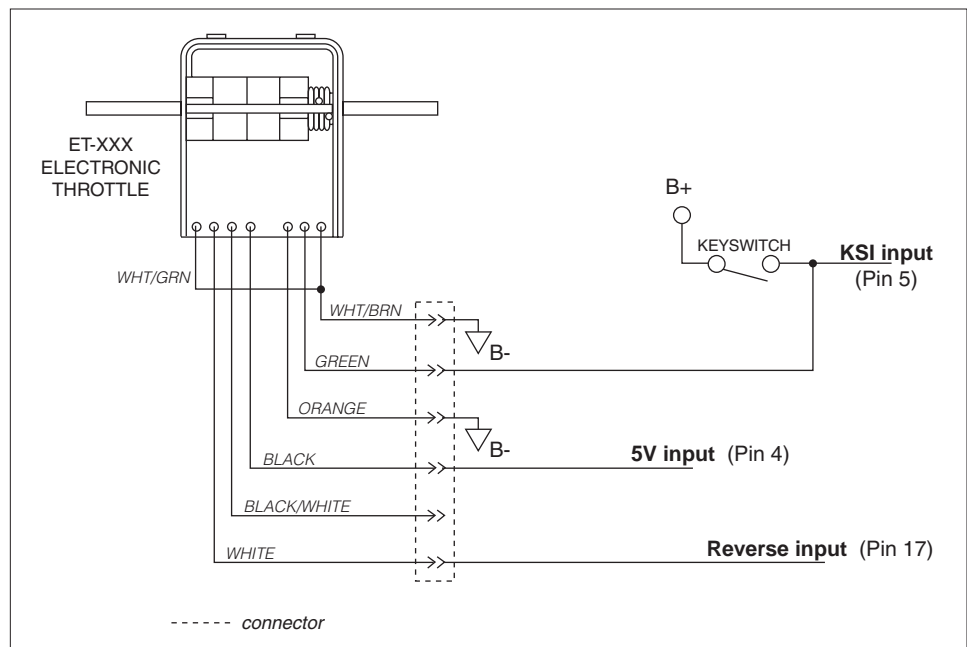 ET-XXX
ELECTRONIC
THROTTLE
B+
KEYSWITCH
KSI input
(Pin 5)
WHT/GRN
WHT/BRN
B-
GREEN
ORANGE
B-
BLACK
5V input (Pin 4)
BLACK/WHITE
WHITE
Reverse input (Pin 17)
connector